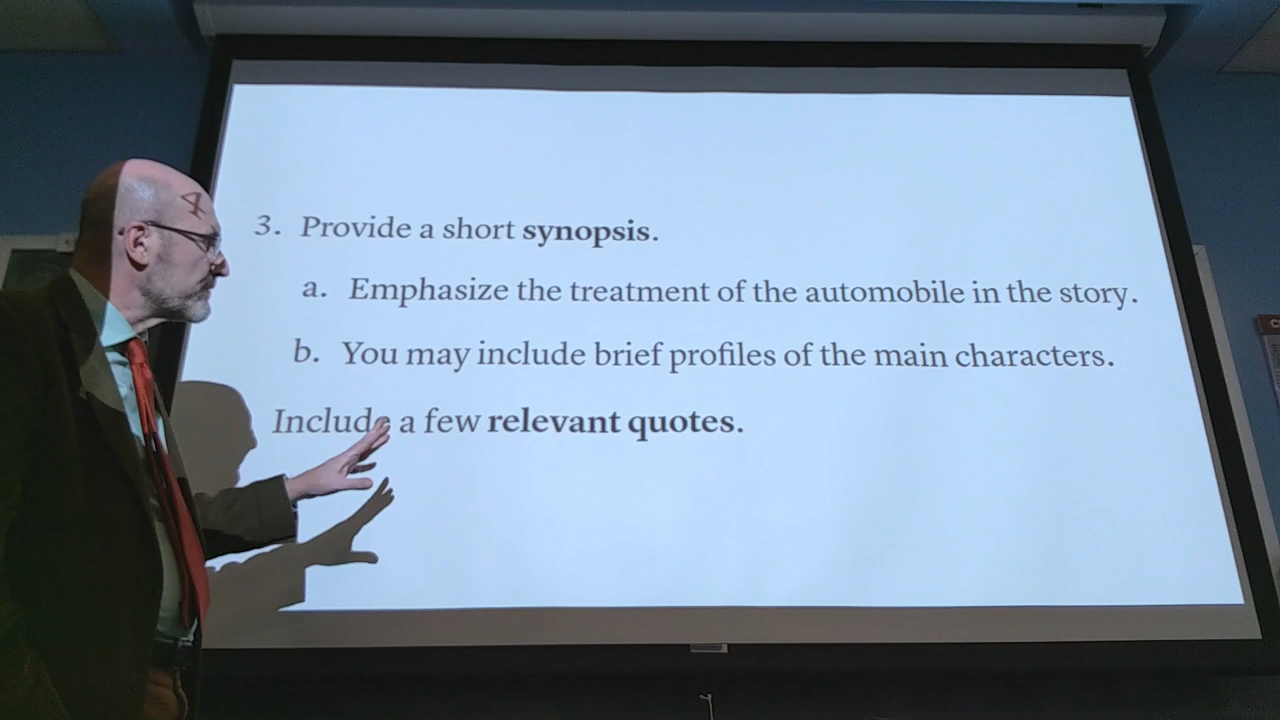 3. Provide a short synopsis.
a. Emphasize the treatment of the automobile in the story.
b. You may include brief profiles of the main characters.
Include a few relevant quotes.